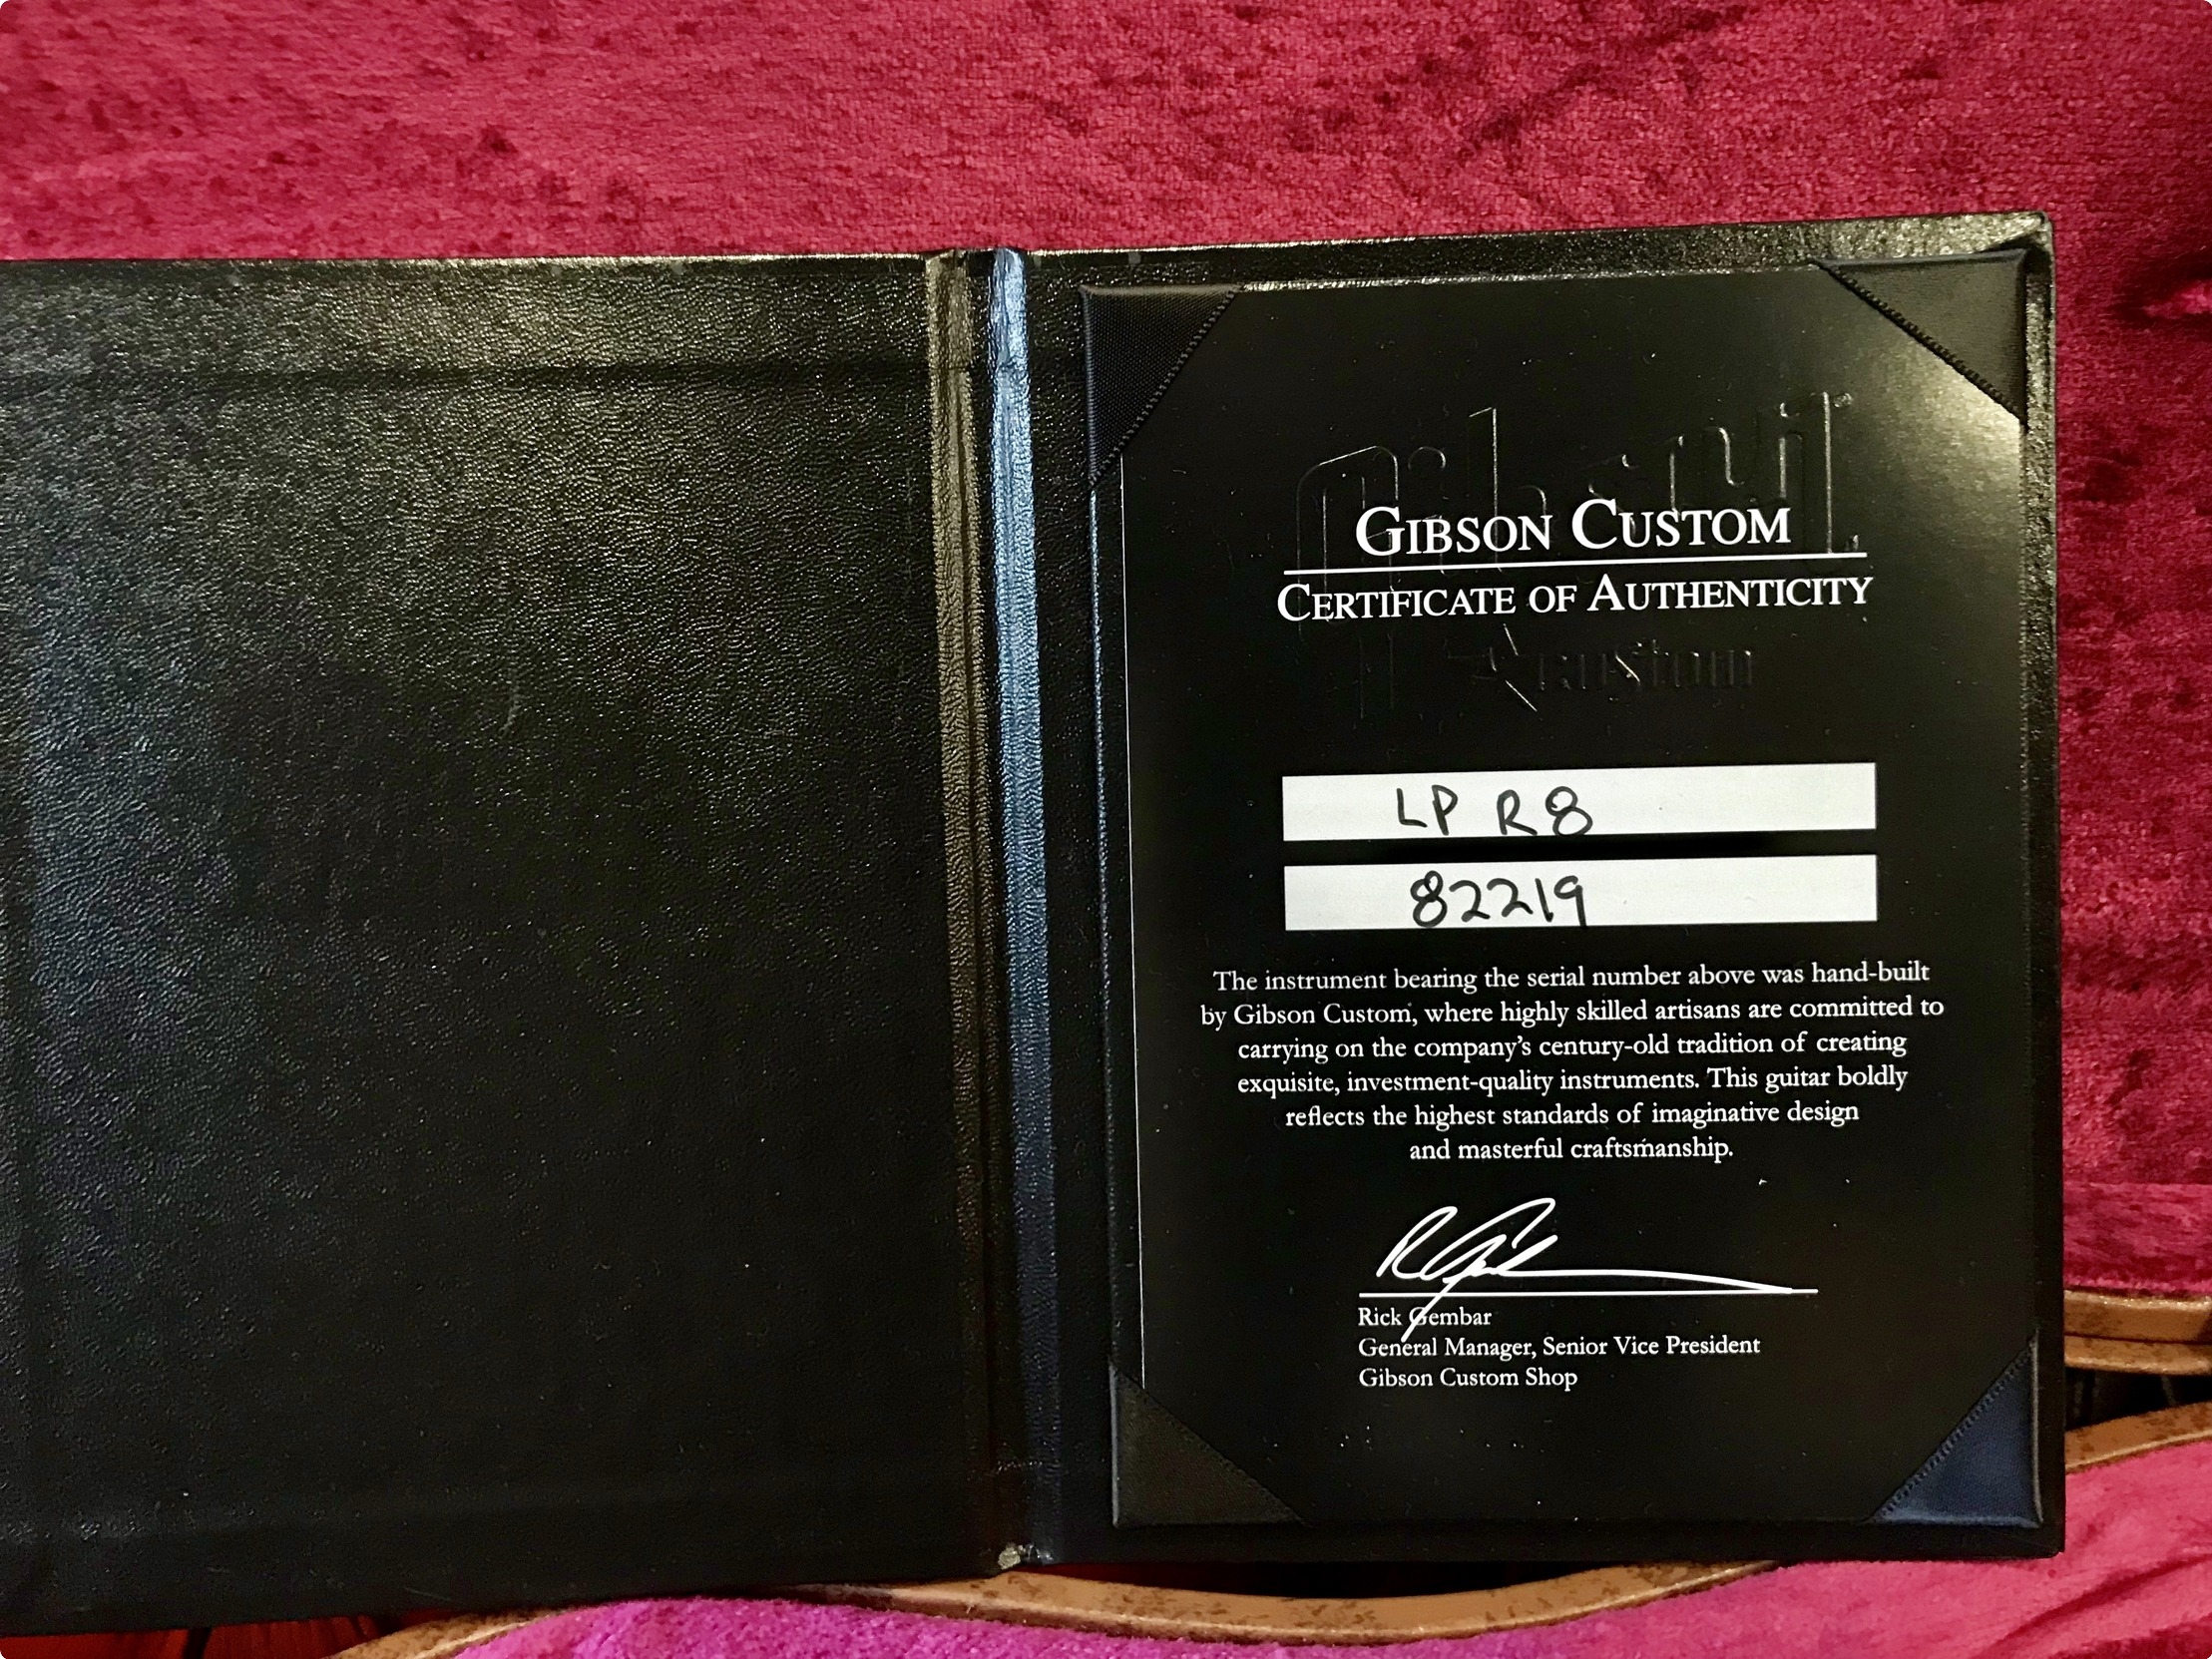 Gibson
GIBSON CUSTOM
CERTIFICATE OF AUTHENTICITY
Custom
LP R8
82219
The instrument bearing the serial number above was hand-built
by Gibson Custom, where highly skilled artisans are committed to
carrying on the company's century-old tradition of creating
exquisite, investment-quality instruments. This guitar boldly
reflects the highest standards of imaginative design
and masterful craftsmanship.
Rick Gembar
General Manager, Senior Vice President
Gibson Custom Shop